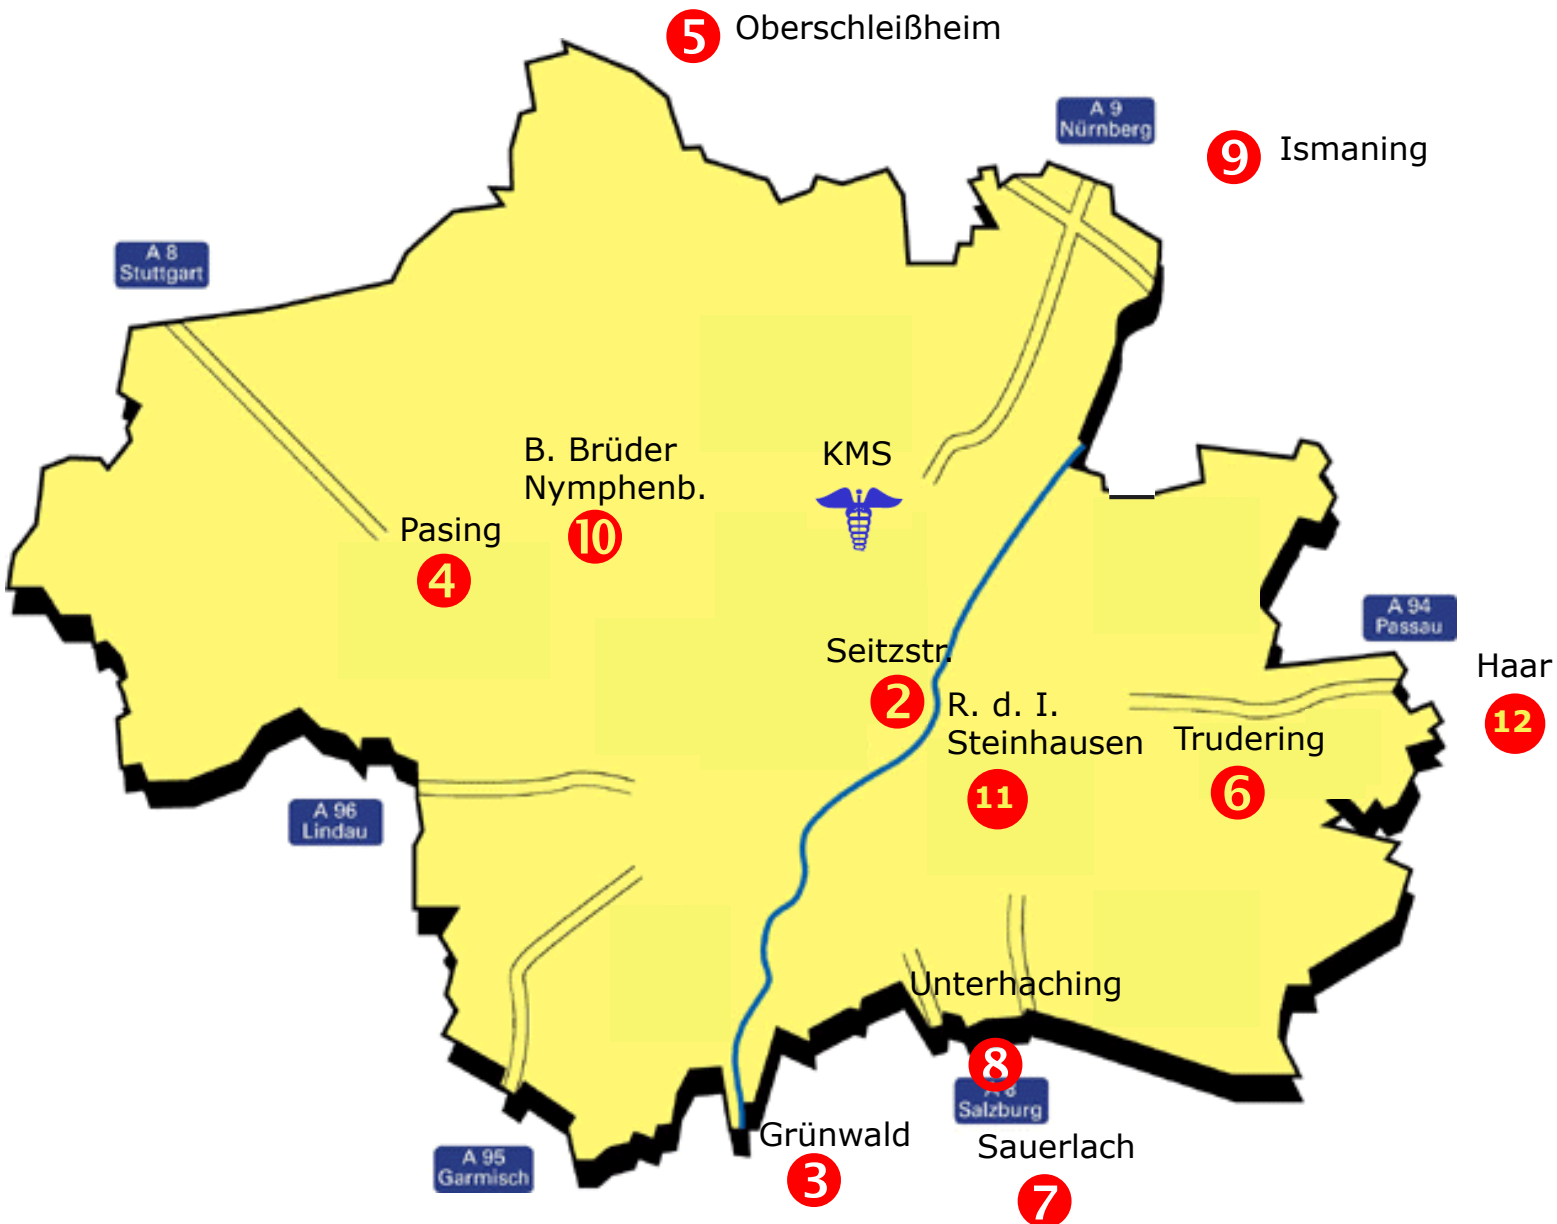 5 Oberschleißheim
A 9
Nürnberg
9 Ismaning
A 8
Stuttgart
B. Brüder
Nymphenb.
10
KMS
Pasing
4
A 94
Passau
Haar
12
Seitzstr.
2
R. d. I.
Steinhausen
11
Trudering
6
A 96
Lindau
Unterhaching
8
A 8
Salzburg
Grünwald
3
Sauerlach
7
A 95
Garmisch